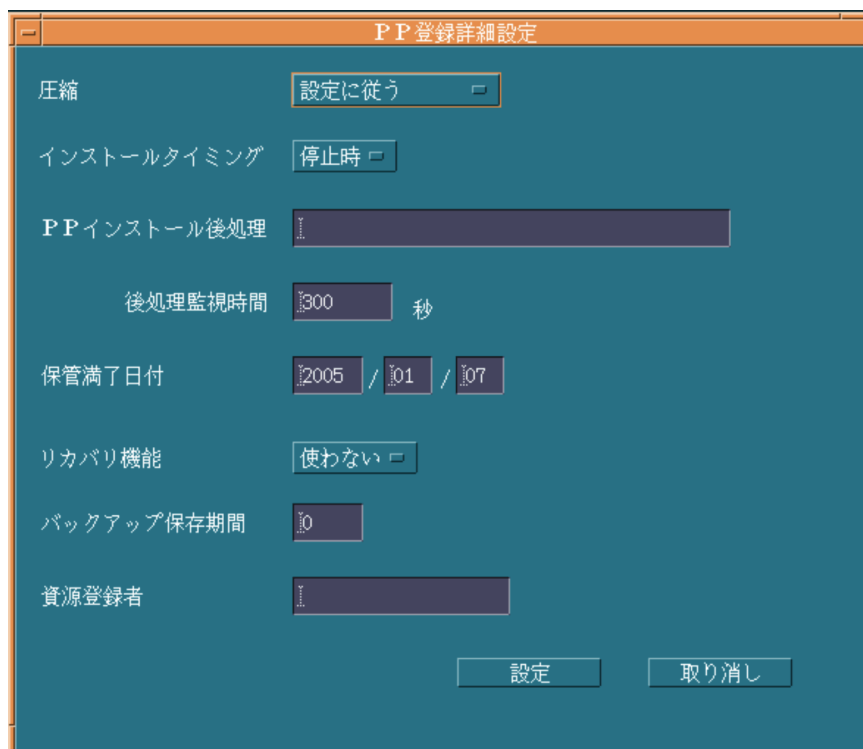 ＰＰ登録詳細設定
圧縮 設定に従う
インストールタイミング 停止時
ＰＰインストール後処理
後処理監視時間 300 秒
保管満了日付 2005 / 01 / 07
リカバリ機能 使わない
バックアップ保存期間 0
資源登録者
設定 取り消し